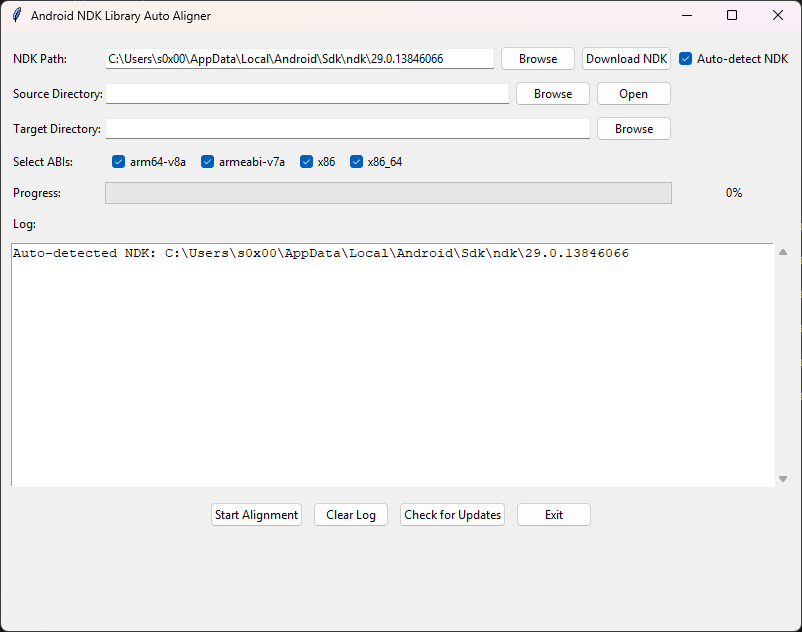 Android NDK Library Auto Aligner
NDK Path: C:\Users\s0x00\AppData\Local\Android\Sdk\ndk\29.0.13846066 Browse Download NDK Auto-detect NDK
Source Directory: Browse Open
Target Directory: Browse
Select ABIs: arm64-v8a armeabi-v7a x86 x86_64
Progress: 0%
Log:
Auto-detected NDK: C:\Users\s0x00\AppData\Local\Android\Sdk\ndk\29.0.13846066
Start Alignment Clear Log Check for Updates Exit